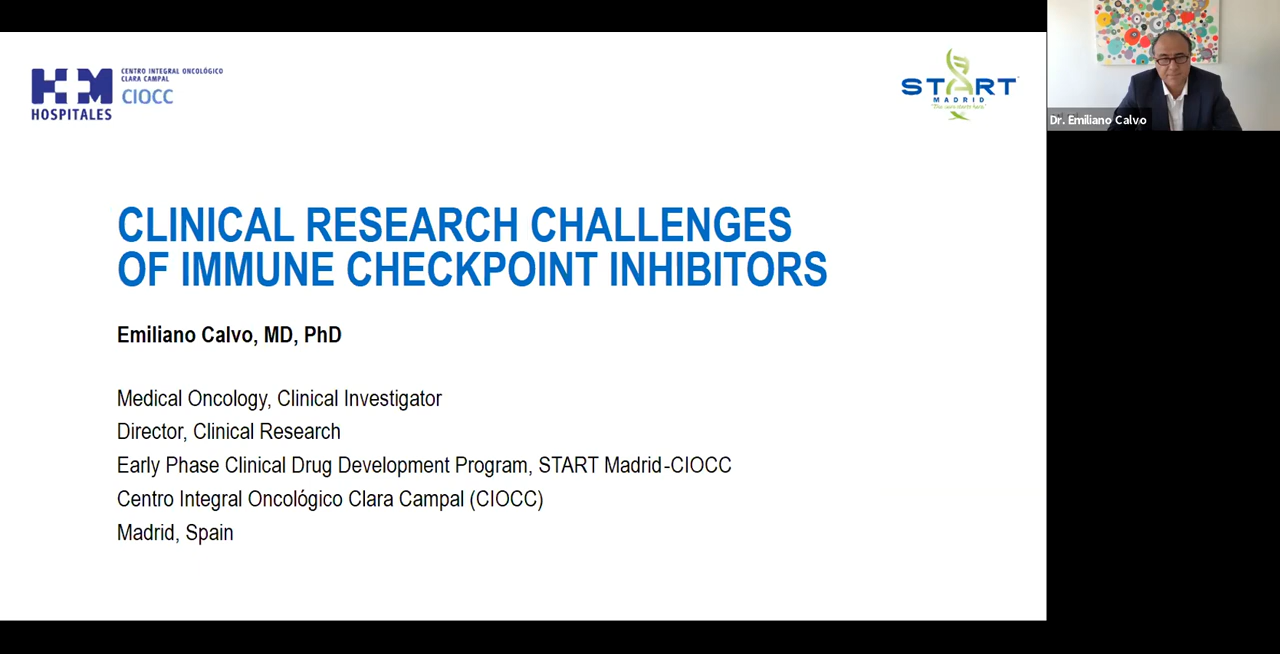 HM
HOSPITALES
CENTRO INTEGRAL ONCOLÓGICO
CLARA CAMPAL
CIOCC
START
MADRID
Dr. Emiliano Calvo
CLINICAL RESEARCH CHALLENGES
OF IMMUNE CHECKPOINT INHIBITORS
Emiliano Calvo, MD, PhD
Medical Oncology, Clinical Investigator
Director, Clinical Research
Early Phase Clinical Drug Development Program, START Madrid-CIOCC
Centro Integral Oncológico Clara Campal (CIOCC)
Madrid, Spain